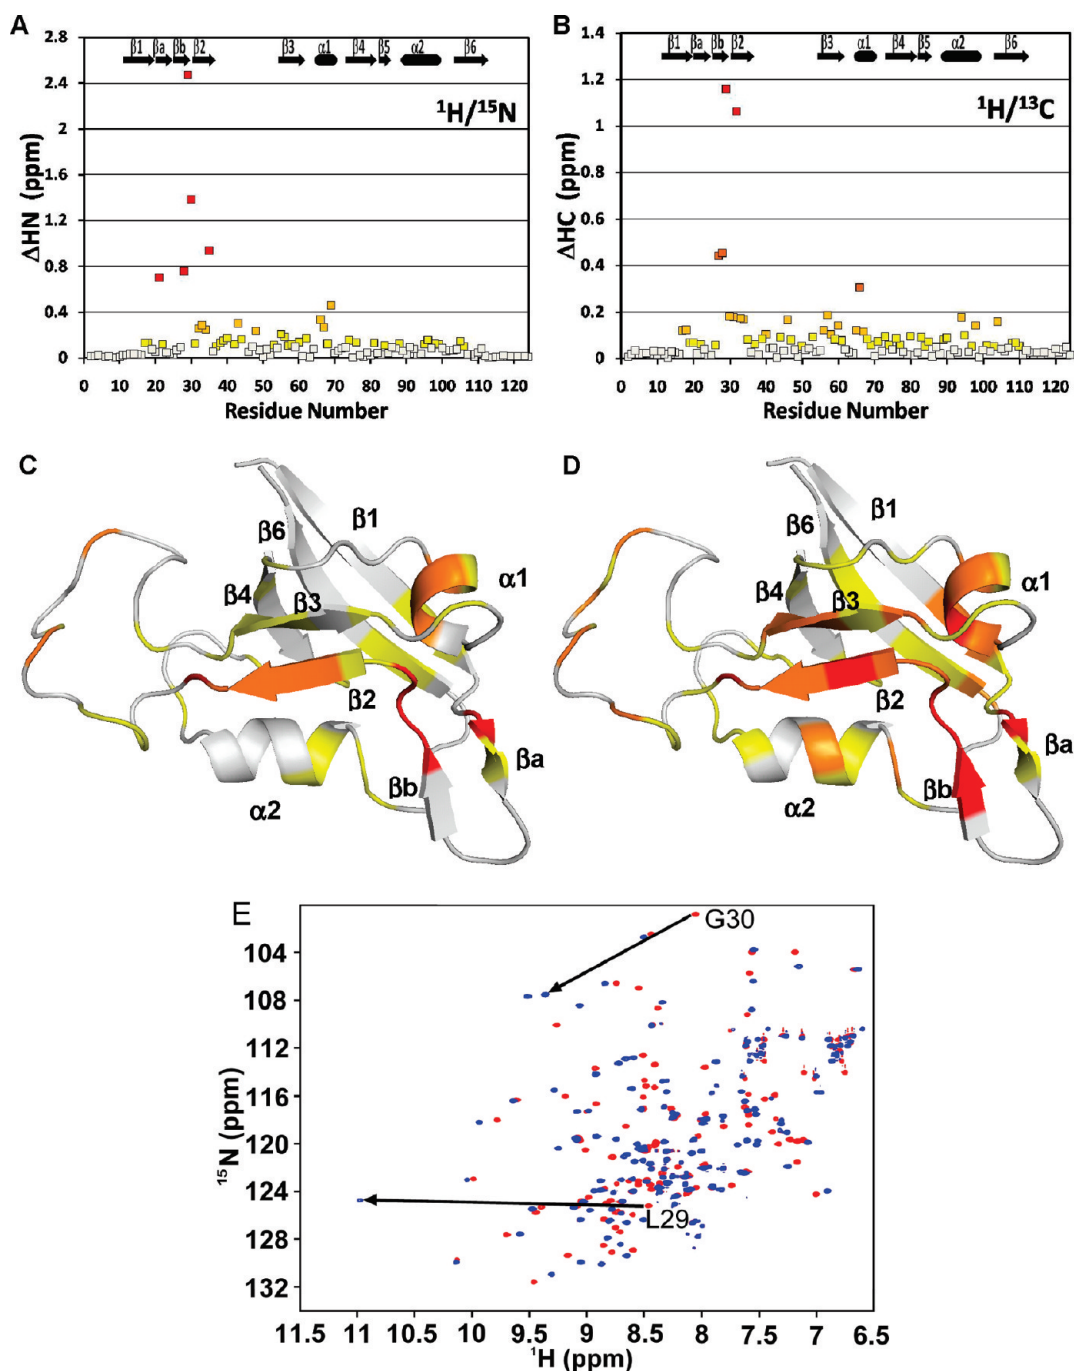 A
2.8
2.4
2
1.6
1.2
0.8
0.4
0
ΔHN (ppm)
β1 βa βb β2 β3 α1 β4 β5 α2 β6
¹H/¹⁵N
0 10 20 30 40 50 60 70 80 90 100 110 120
Residue Number
B
1.4
1.2
1
0.8
0.6
0.4
0.2
0
ΔHC (ppm)
β1 βa βb β2 β3 α1 β4 β5 α2 β6
¹H/¹³C
0 10 20 30 40 50 60 70 80 90 100 110 120
Residue Number
C
β1
β6
α1
β4
β3
β2
βa
βb
α2
D
β1
β6
α1
β4
β3
β2
βa
βb
α2
E
G30
L29
104
108
112
116
120
124
128
132
¹⁵N (ppm)
11.5 11 10.5 10 9.5 9 8.5 8 7.5 7 6.5
¹H (ppm)